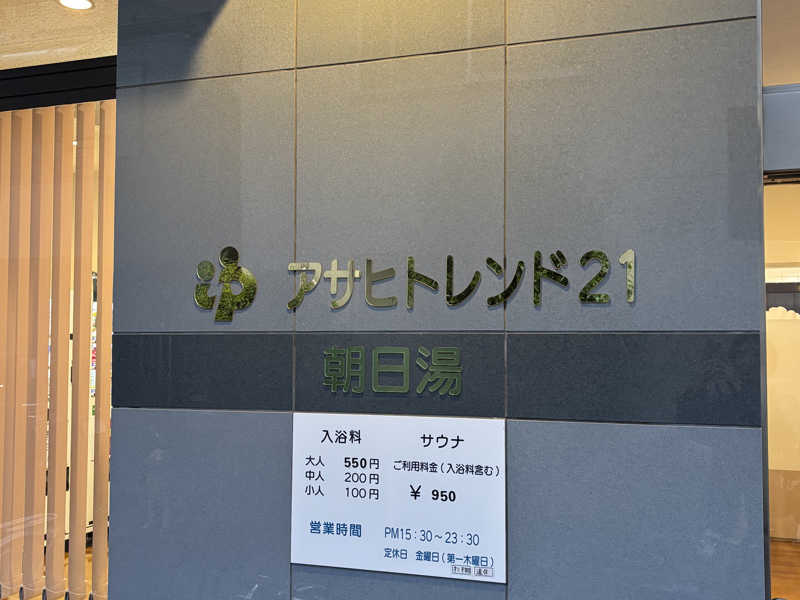 ゆ アサヒトレンド21
朝日湯
入浴料
大人 550円
中人 200円
小人 100円
サウナ
ご利用料金(入浴料含む)
¥ 950
営業時間 PM15:30~23:30
定休日 金曜日(第一木曜日)